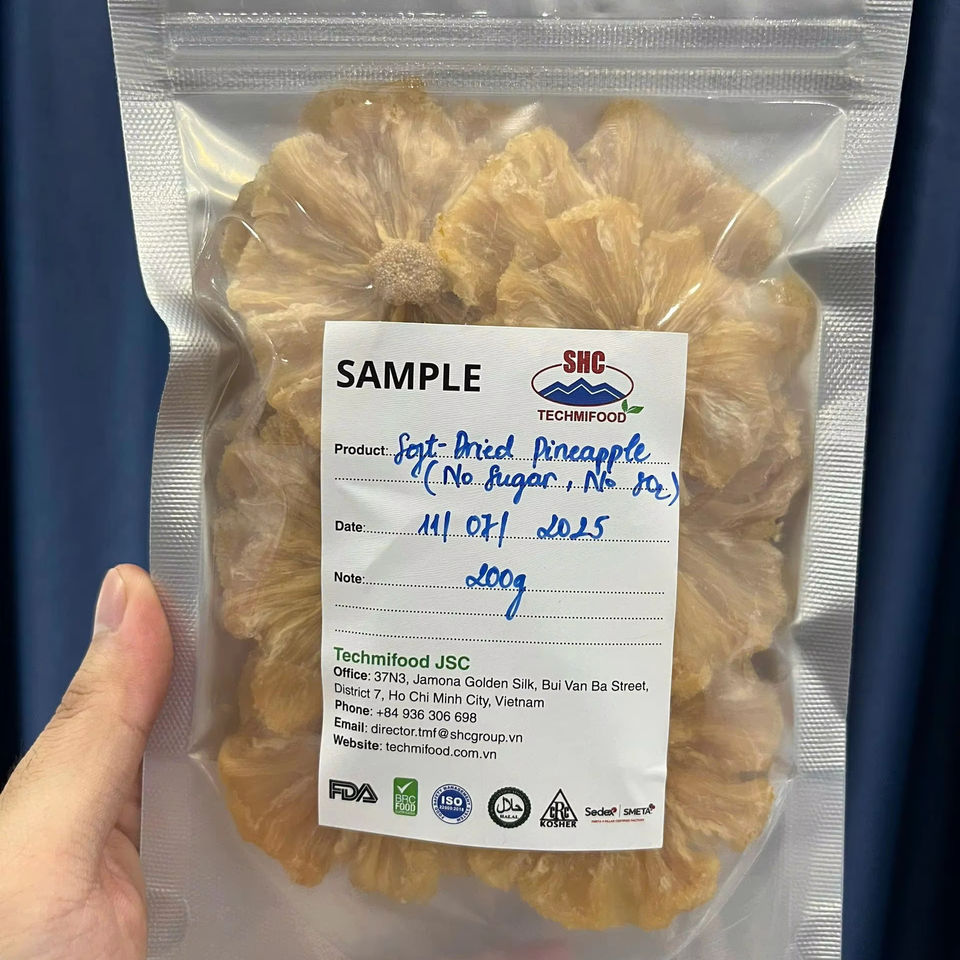 SAMPLE
SHC
TECHMIFOOD
Product: Soft-Dried Pineapple
(No Sugar, No SO2)
Date: 11/07/2025
Note: 200g
Techmifood JSC
Office: 37N3, Jamona Golden Silk, Bui Van Ba Street,
District 7, Ho Chi Minh City, Vietnam
Phone: +84 936 306 698
Email: director.tmf@shcgroup.vn
Website: techmifood.com.vn
FDA
BRC
FOOD
ISO
22000:2018
HALAL
CRC
KOSHER
Sedex | SMETA